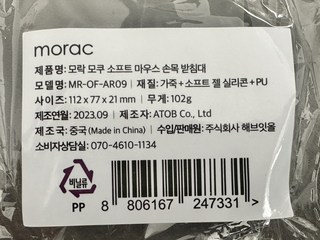 morac
제품명: 모락 모쿠 소프트 마우스 손목 받침대
모델명: MR-OF-AR09 | 재질: 가죽+소프트 젤 실리콘+PU
사이즈: 112 x 77 x 21 mm | 무게: 102g
제조연월: 2023.09 | 제조자: ATOB Co., Ltd
제조국: 중국(Made in China) | 수입/판매원: 주식회사 해브잇올
소비자상담실: 070-4610-1134
비닐류
PP
8 806167 247331 >